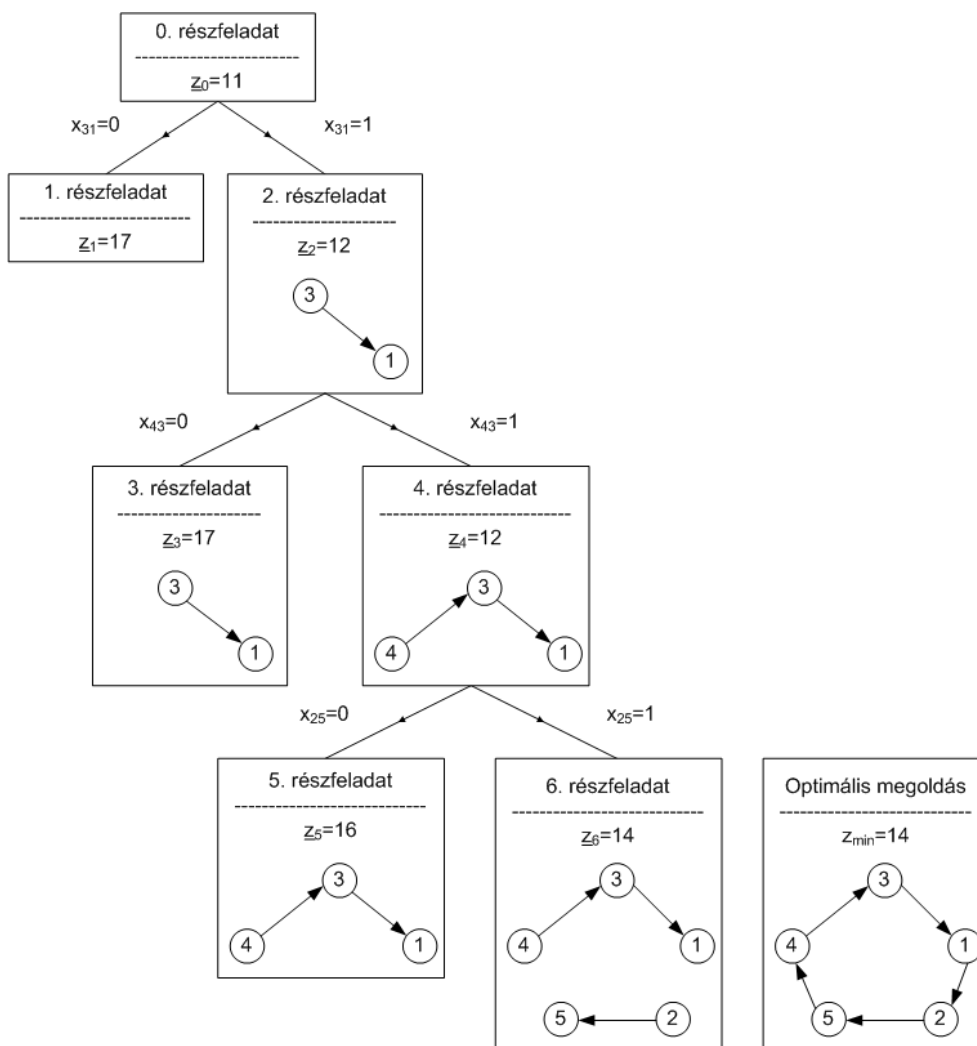 0. részfeladat
---------------------------
z₀=11
x₃₁=0
x₃₁=1
1. részfeladat
----------------------------
z₁=17
2. részfeladat
-----------------------
z₂=12
3
1
x₄₃=0
x₄₃=1
3. részfeladat
-----------------------
z₃=17
3
1
4. részfeladat
-------------------------------
z₄=12
3
4
1
x₂₅=0
x₂₅=1
5. részfeladat
-------------------------------
z₅=16
3
4
1
6. részfeladat
-------------------------------
z₆=14
3
4
1
5
2
Optimális megoldás
-------------------------------
zₘᵢₙ=14
3
4
1
5
2